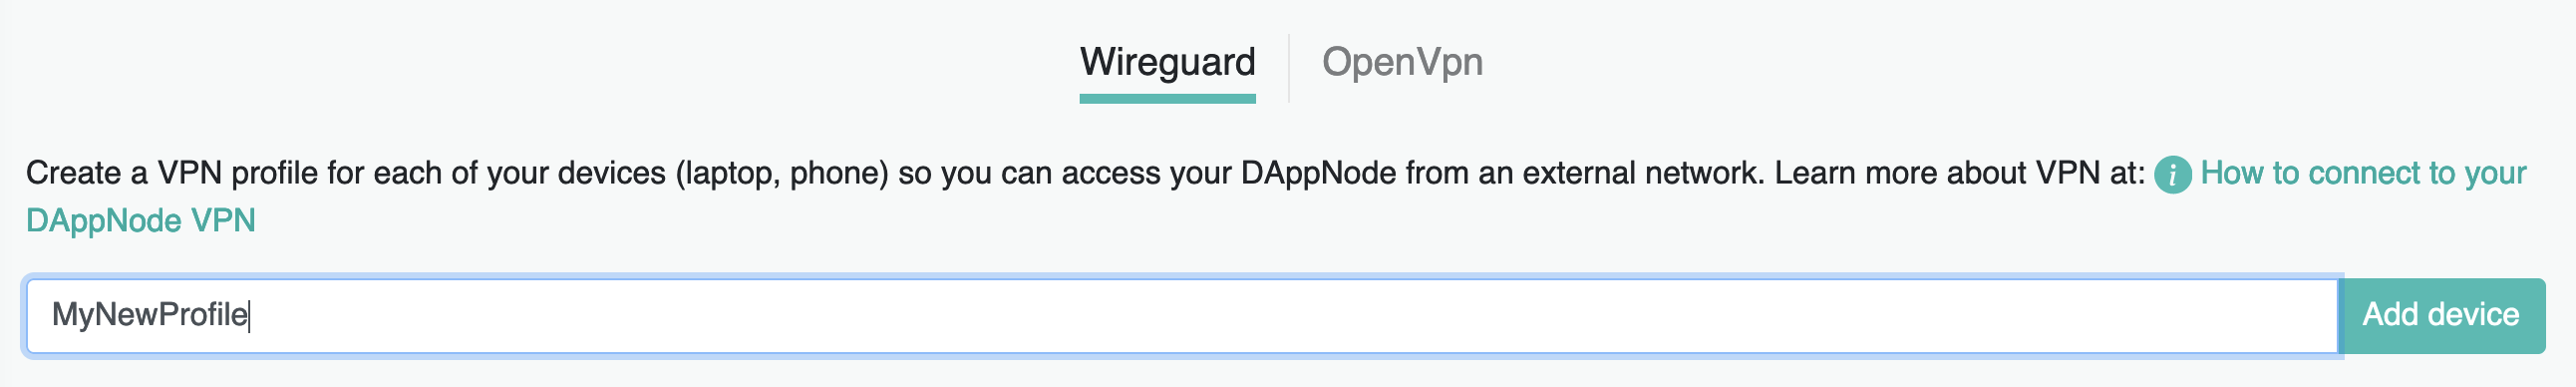 Wireguard
OpenVpn
Create a VPN profile for each of your devices (laptop, phone) so you can access your DAppNode from an external network. Learn more about VPN at: i How to connect to your
DAppNode VPN
MyNewProfile
Add device